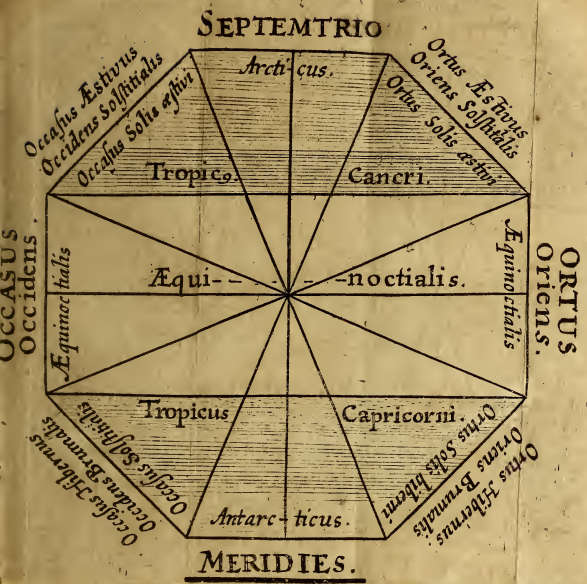 SEPTEMTRIO
Arcti-cus.
Occaſus Æstivus
Occidens Solſtitialis
Occaſus Solis æſtivi
Ortus Æstivus
Oriens Solſtitalis
Ortus Solis æstivi
Tropicꝰ. Cancri.
OCCASUS
Occidens.
Æquinoctialis
Æqui-- - --noctialis.
Æquinoctialis
ORTUS
Oriens.
Tropicus Capricorni.
Occaſus Solſtitialis
Occidens Brumalis
Occaſus Hibernus
Ortus Solis hiberni
Oriens Brumalis
Ortus Hibernus
Antarc-ticus.
MERIDIES.